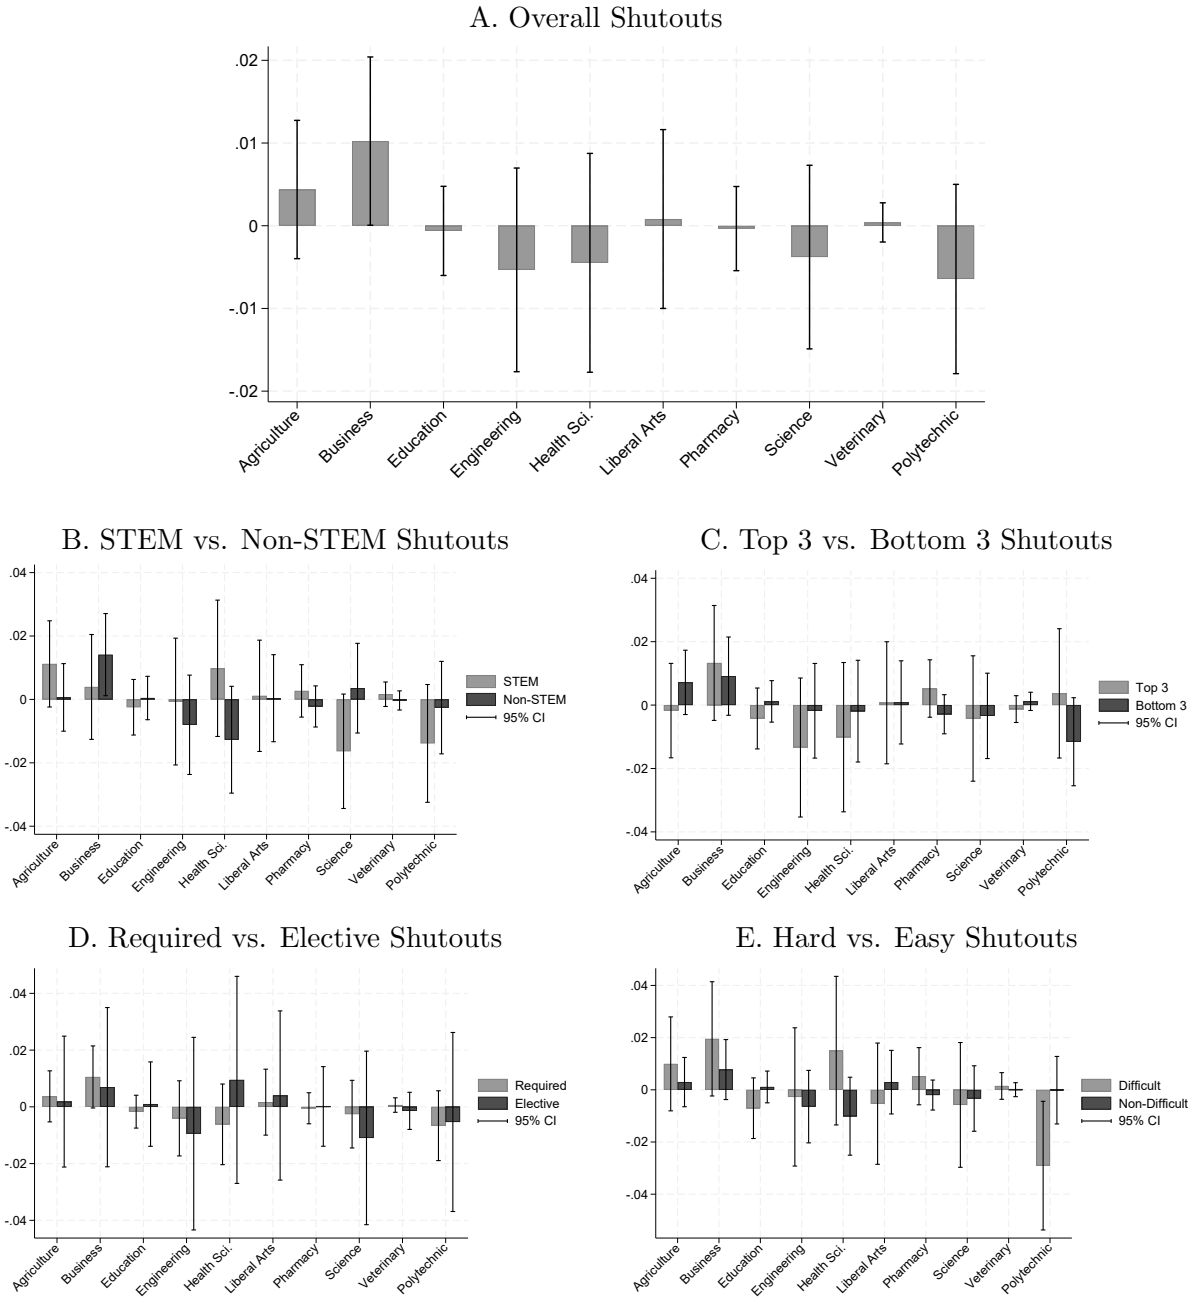 A. Overall Shutouts
.02
.01
0
-.01
-.02
Agriculture
Business
Education
Engineering
Health Sci.
Liberal Arts
Pharmacy
Science
Veterinary
Polytechnic
B. STEM vs. Non-STEM Shutouts
.04
.02
0
-.02
-.04
Agriculture
Business
Education
Engineering
Health Sci.
Liberal Arts
Pharmacy
Science
Veterinary
Polytechnic
STEM
Non-STEM
95% CI
C. Top 3 vs. Bottom 3 Shutouts
.04
.02
0
-.02
-.04
Agriculture
Business
Education
Engineering
Health Sci.
Liberal Arts
Pharmacy
Science
Veterinary
Polytechnic
Top 3
Bottom 3
95% CI
D. Required vs. Elective Shutouts
.04
.02
0
-.02
-.04
Agriculture
Business
Education
Engineering
Health Sci.
Liberal Arts
Pharmacy
Science
Veterinary
Polytechnic
Required
Elective
95% CI
E. Hard vs. Easy Shutouts
.04
.02
0
-.02
-.04
Agriculture
Business
Education
Engineering
Health Sci.
Liberal Arts
Pharmacy
Science
Veterinary
Polytechnic
Difficult
Non-Difficult
95% CI